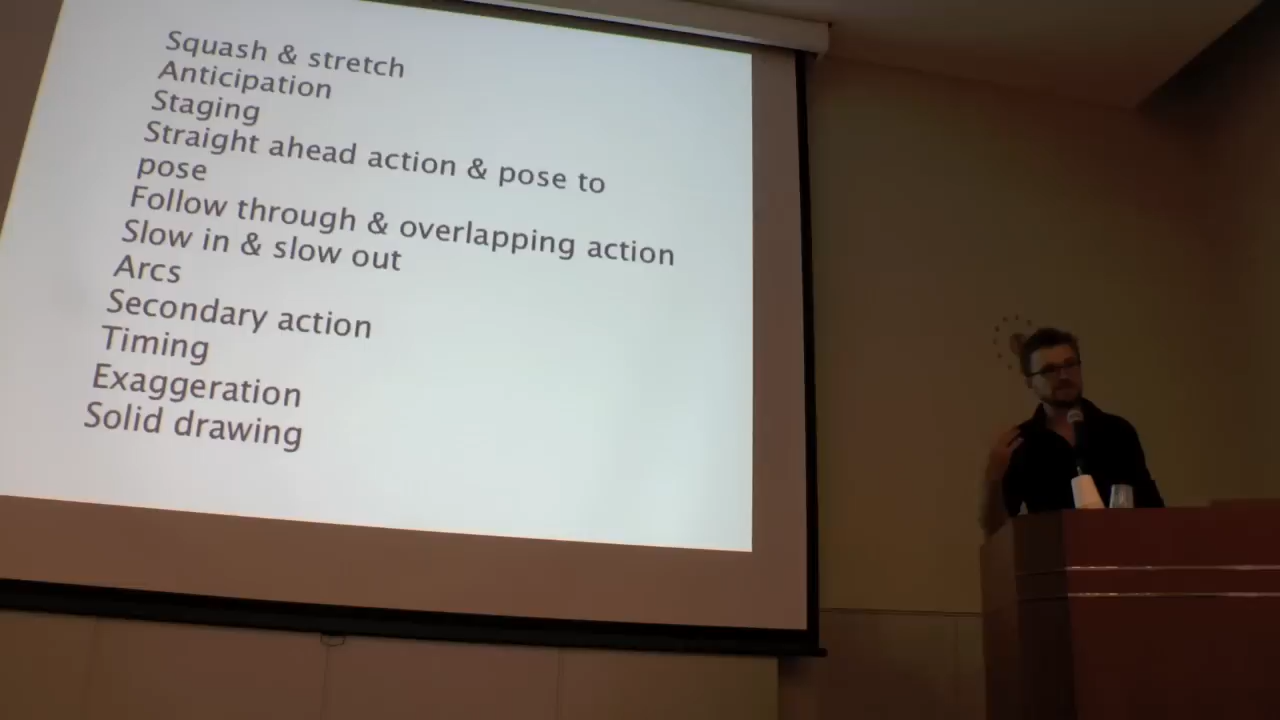 Squash & stretch
Anticipation
Staging
Straight ahead action & pose to
pose
Follow through & overlapping action
Slow in & slow out
Arcs
Secondary action
Timing
Exaggeration
Solid drawing